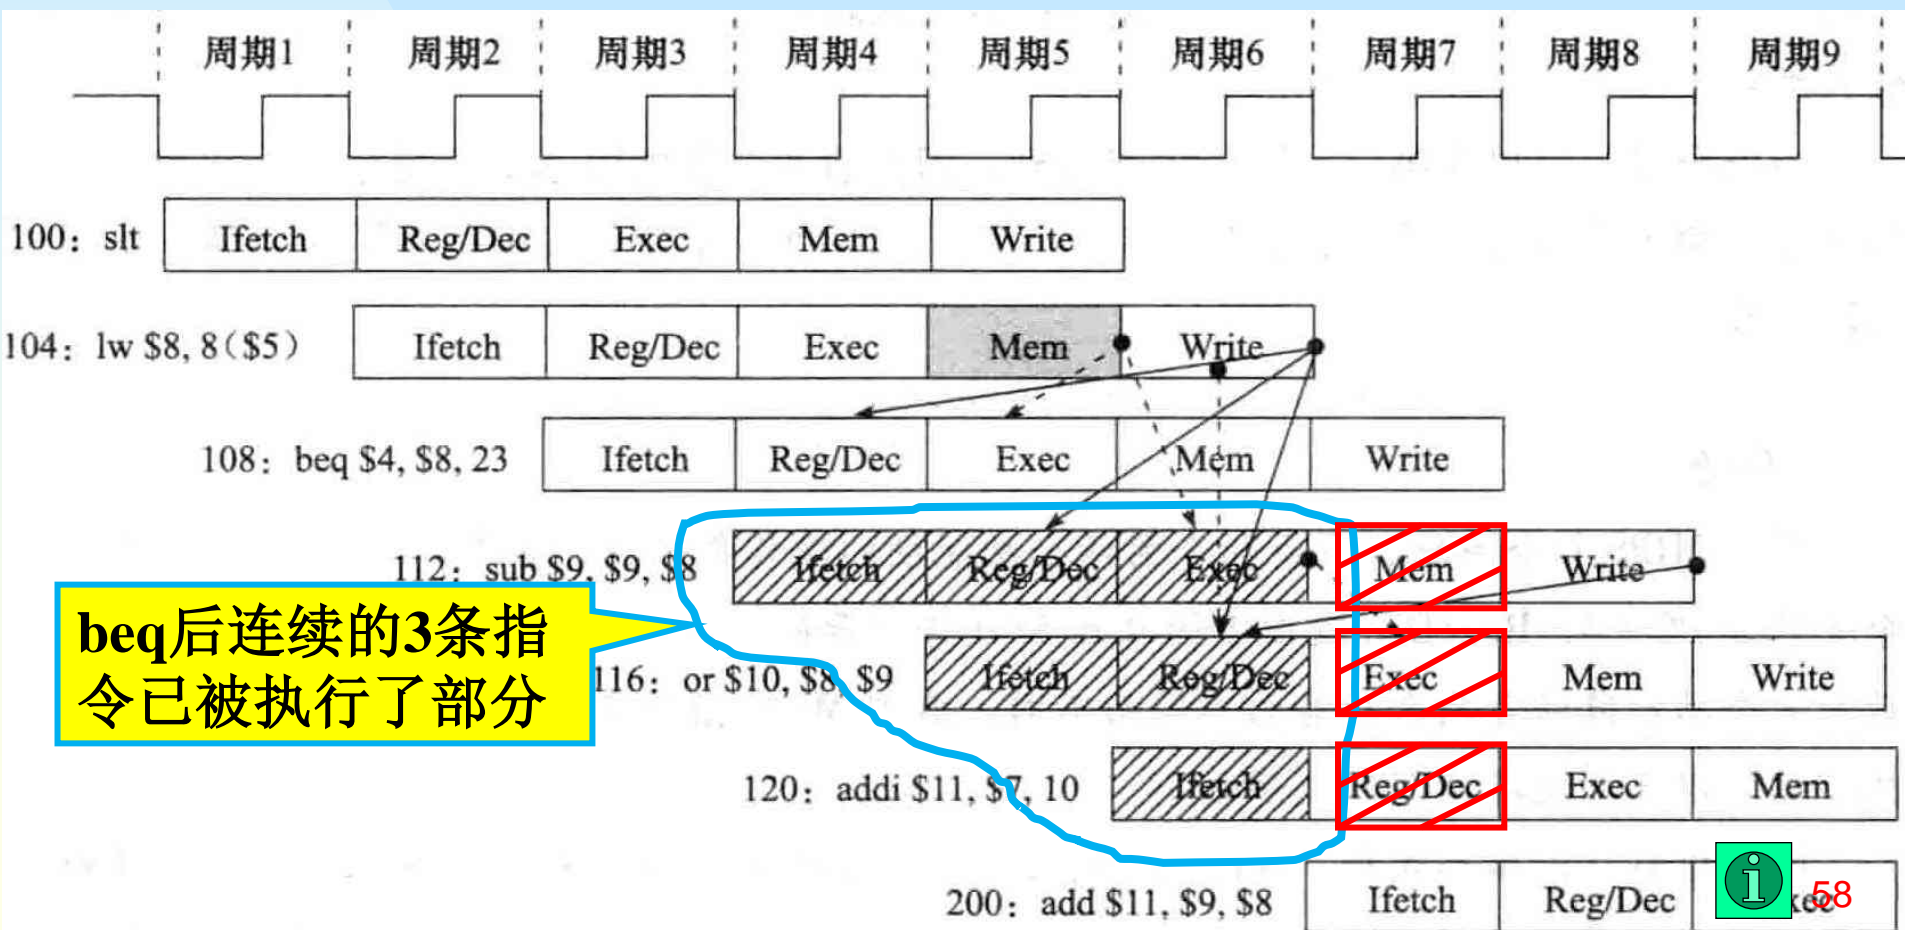 周期1 周期2 周期3 周期4 周期5 周期6 周期7 周期8 周期9
100: slt Ifetch Reg/Dec Exec Mem Write
104: lw $8, 8($5) Ifetch Reg/Dec Exec Mem Write
108: beq $4, $8, 23 Ifetch Reg/Dec Exec Mem Write
112: sub $9, $9, $8 Ifetch Reg/Dec Exec Mem Write
beq后连续的3条指
令已被执行了部分
116: or $10, $8, $9 Ifetch Reg/Dec Exec Mem Write
120: addi $11, $7, 10 Ifetch Reg/Dec Exec Mem
200: add $11, $9, $8 Ifetch Reg/Dec Exec
58